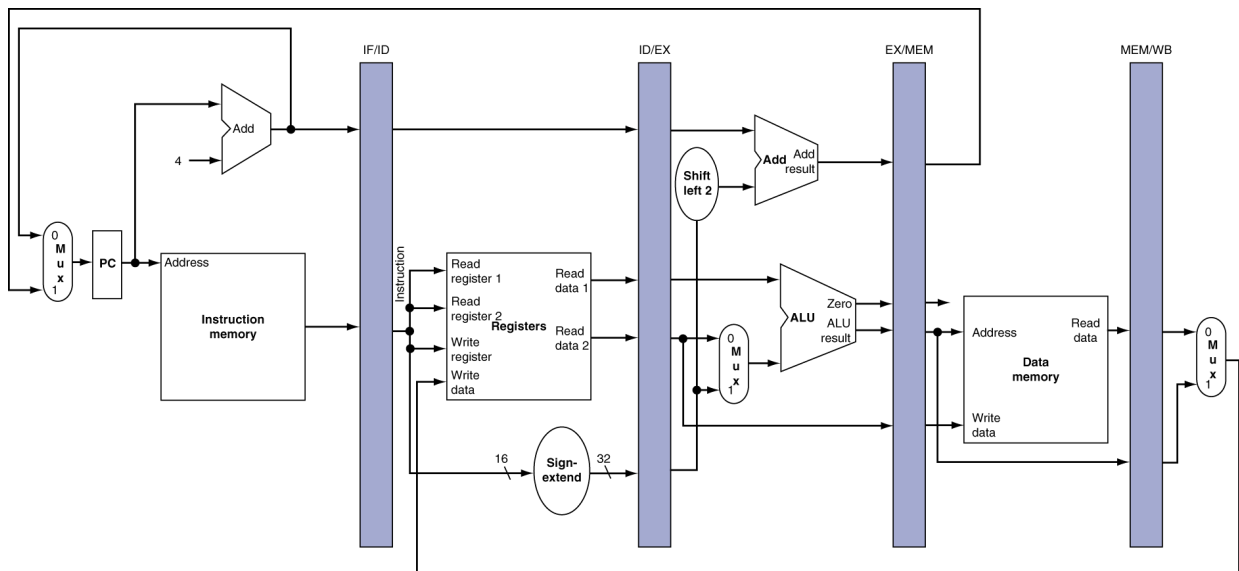 IF/ID
ID/EX
EX/MEM
MEM/WB
Add
4
0
M
u
x
1
PC
Address
Instruction
memory
Instruction
Read
register 1
Read
register 2
Registers
Write
register
Write
data
Read
data 1
Read
data 2
16
Sign-
extend
32
Shift
left 2
Add
Add
result
0
M
u
x
1
ALU
Zero
ALU
result
Address
Read
data
Data
memory
Write
data
0
M
u
x
1